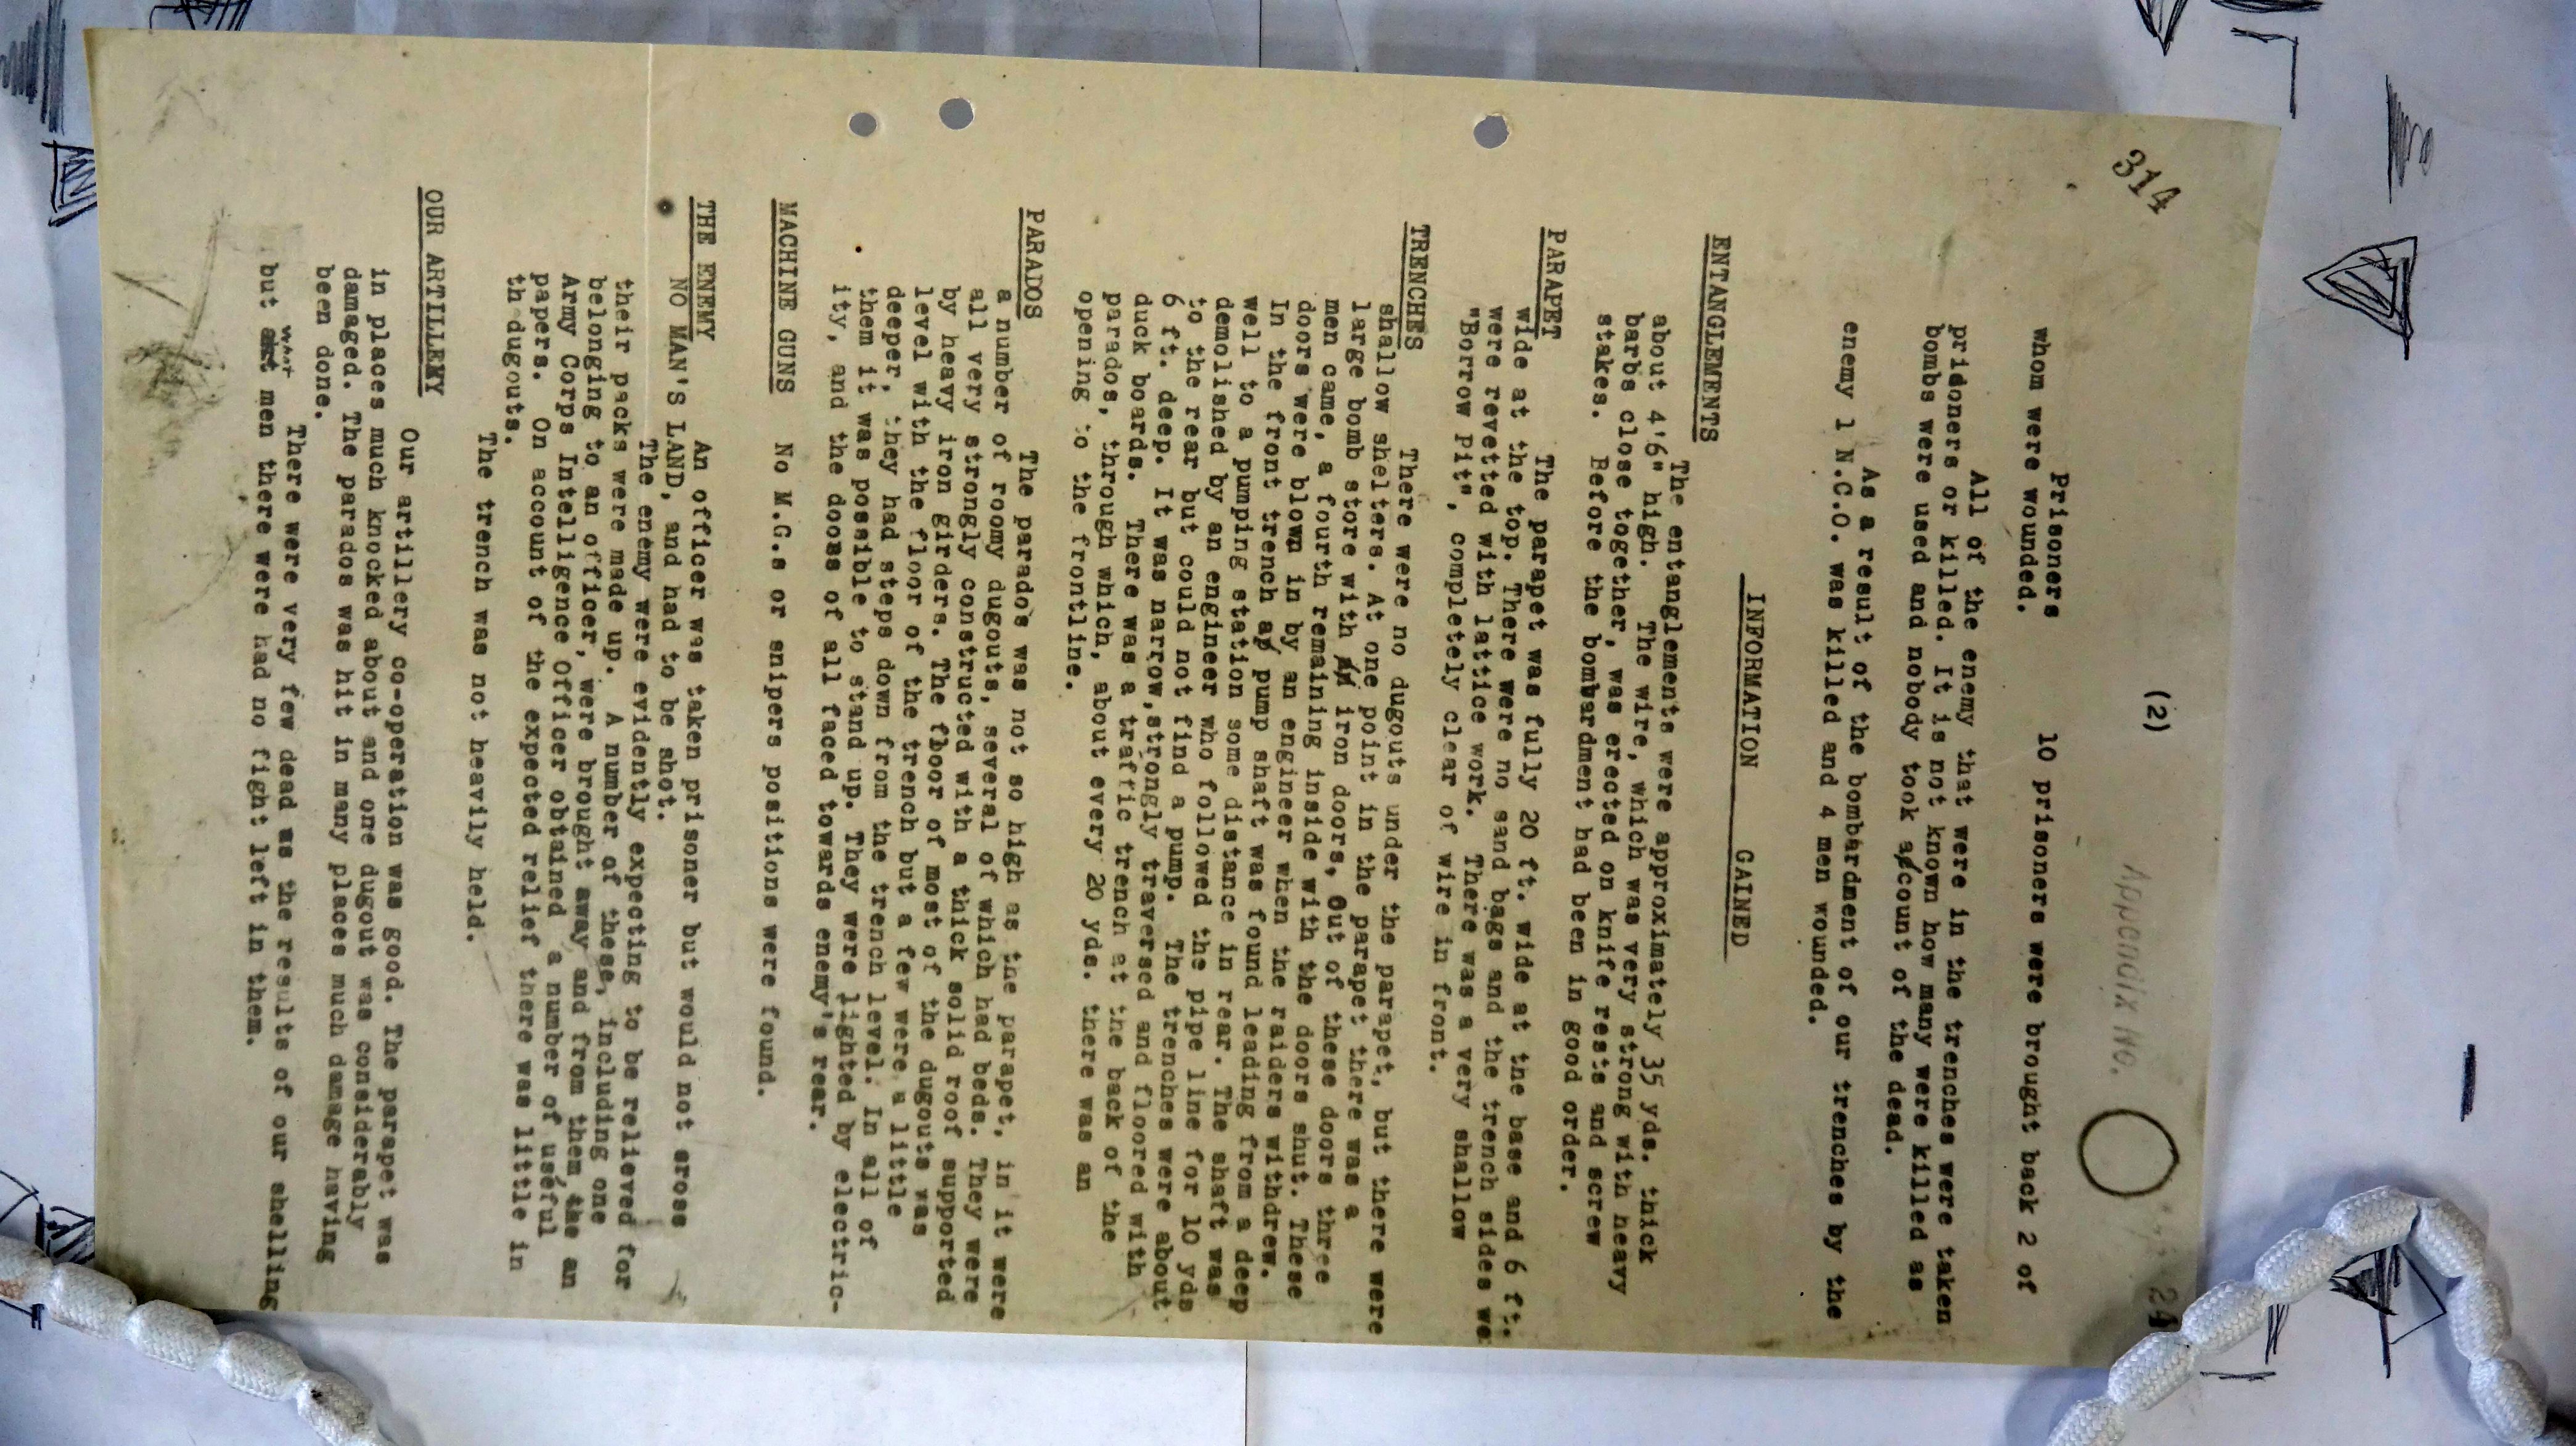 314
(2)
Appendix No.
24
Prisoners 10 prisoners were brought back 2 of
whom were wounded.
All of the enemy that were in the trenches were taken
prisoners or killed. It is not known how many were killed as
bombs were used and nobody took account of the dead.
As a result of the bombardment of our trenches by the
enemy 1 N.C.O. was killed and 4 men wounded.
INFORMATION GAINED
ENTANGLEMENTS
The entanglements were approximately 35 yds. thick
about 4'6" high. The wire, which was very strong with heavy
barbs close together, was erected on knife rests and screw
stakes. Before the bombardment had been in good order.
PARAPET
The parapet was fully 20 ft. wide at the base and 6 ft.
wide at the top. There were no sand bags and the trench sides we
were revetted with lattice work. There was a very shallow
"Borrow Pit", completely clear of wire in front.
TRENCHES
There were no dugouts under the parapet, but there were
shallow shelters. At one point in the parapet there was a
large bomb store with iron doors, Out of these doors three
men came, a fourth remaining inside with the doors shut. These
doors were blown in by an engineer when the raiders withdrew.
In the front trench a pump shaft was found leading from a deep
well to a pumping station some distance in rear. The shaft was
demolished by an engineer who followed the pipe line for 10 yds
to the rear but could not find a pump. The trenches were about
6 ft. deep. It was narrow,strongly traversed and floored with
duck boards. There was a traffic trench at the back of the
parados, through which, about every 20 yds. there was an
opening to the frontline.
PARADOS
The parados was not so high as the parapet, in it were
a number of roomy dugouts, several of which had beds. They were
all very strongly constructed with a thick solid roof supported
by heavy iron girders. The floor of most of the dugouts was
level with the floor of the trench but a few were a little
deeper, they had steps down from the trench level. In all of
them it was possible to stand up. They were lighted by electric-
ity, and the doors of all faced towards enemy's rear.
MACHINE GUNS No M.G.s or snipers positions were found.
THE ENEMY
An officer was taken prisoner but would not cross
NO MAN'S LAND, and had to be shot.
The enemy were evidently expecting to be relieved for
their packs were made up. A number of these, including one
belonging to an officer, were brought away and from them, the an
Army Corps Intelligence Officer obtained a number of useful
papers. On account of the expected relief there was little in
th dugouts.
The trench was not heavily held.
OUR ARTILLERY
Our artillery co-operation was good. The parapet was
in places much knocked about and one dugout was considerably
damaged. The parados was hit in many places much damage having
been done.
There were very few dead as the results of our shelling
but what men there were had no fight left in them.